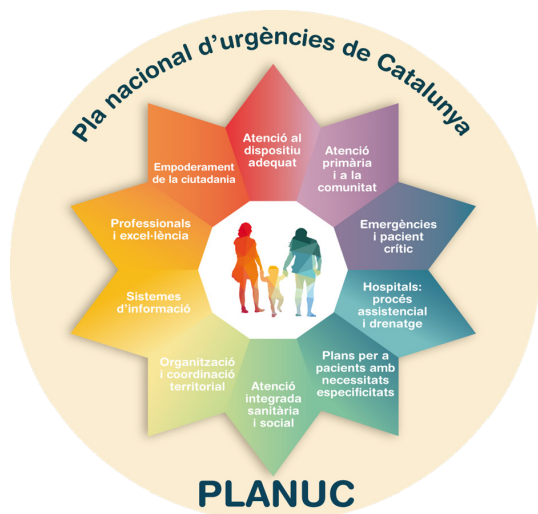 Pla nacional d'urgències de Catalunya
Atenció al
dispositiu
adequat
Atenció
primària
i a la
comunitat
Emergències
i pacient
crític
Hospitals:
procés
assistencial
i drenatge
Plans per a
pacients amb
necessitats
especificitats
Atenció
integrada
sanitària
i social
Organització
i coordinació
territorial
Sistemes
d'informació
Professionals
i excel·lència
Empoderament
de la ciutadania
PLANUC